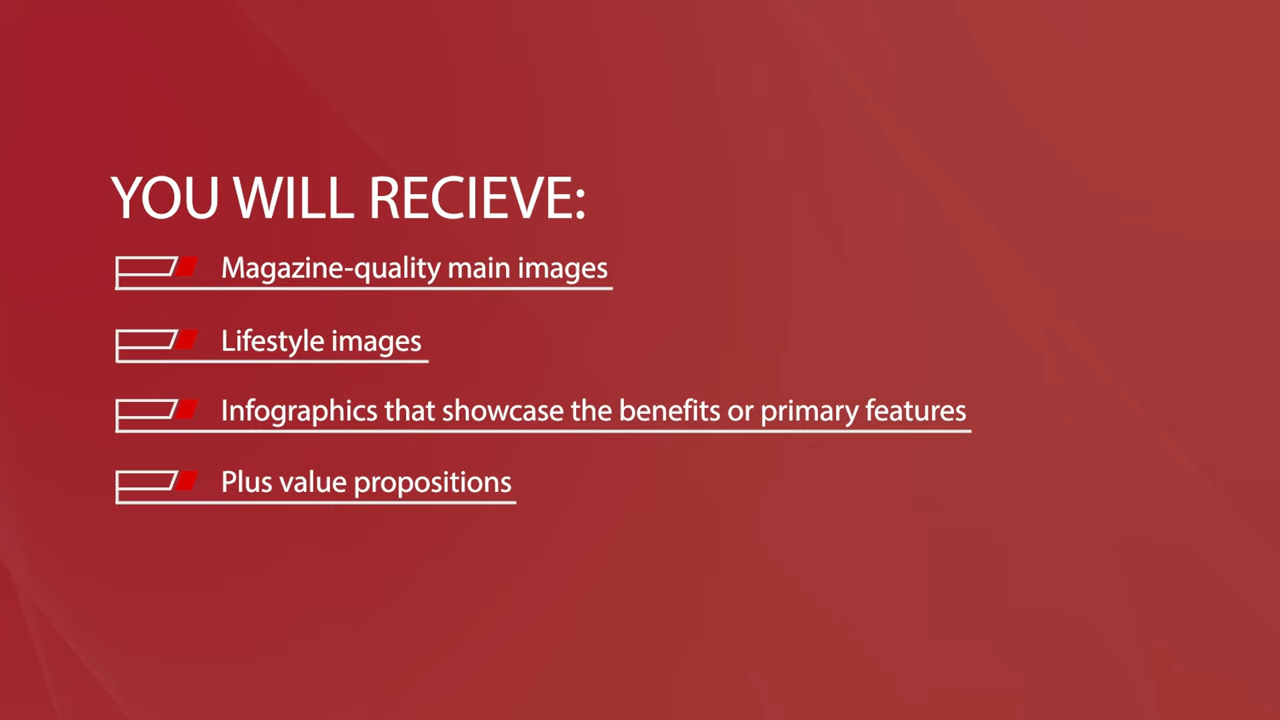 YOU WILL RECIEVE:
Magazine-quality main images
Lifestyle images
Infographics that showcase the benefits or primary features
Plus value propositions